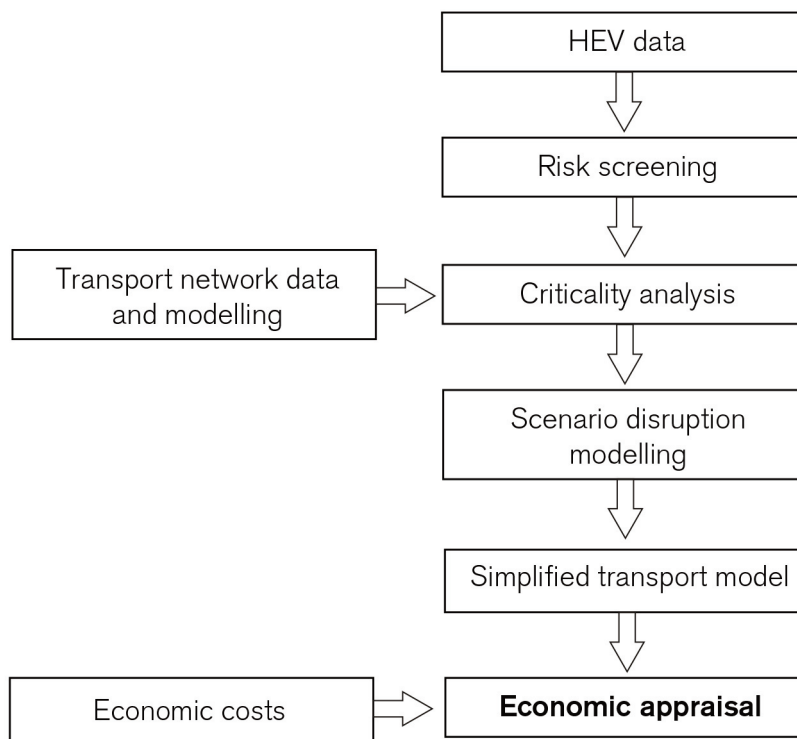 HEV data
Risk screening
Transport network data
and modelling
Criticality analysis
Scenario disruption
modelling
Simplified transport model
Economic costs
Economic appraisal